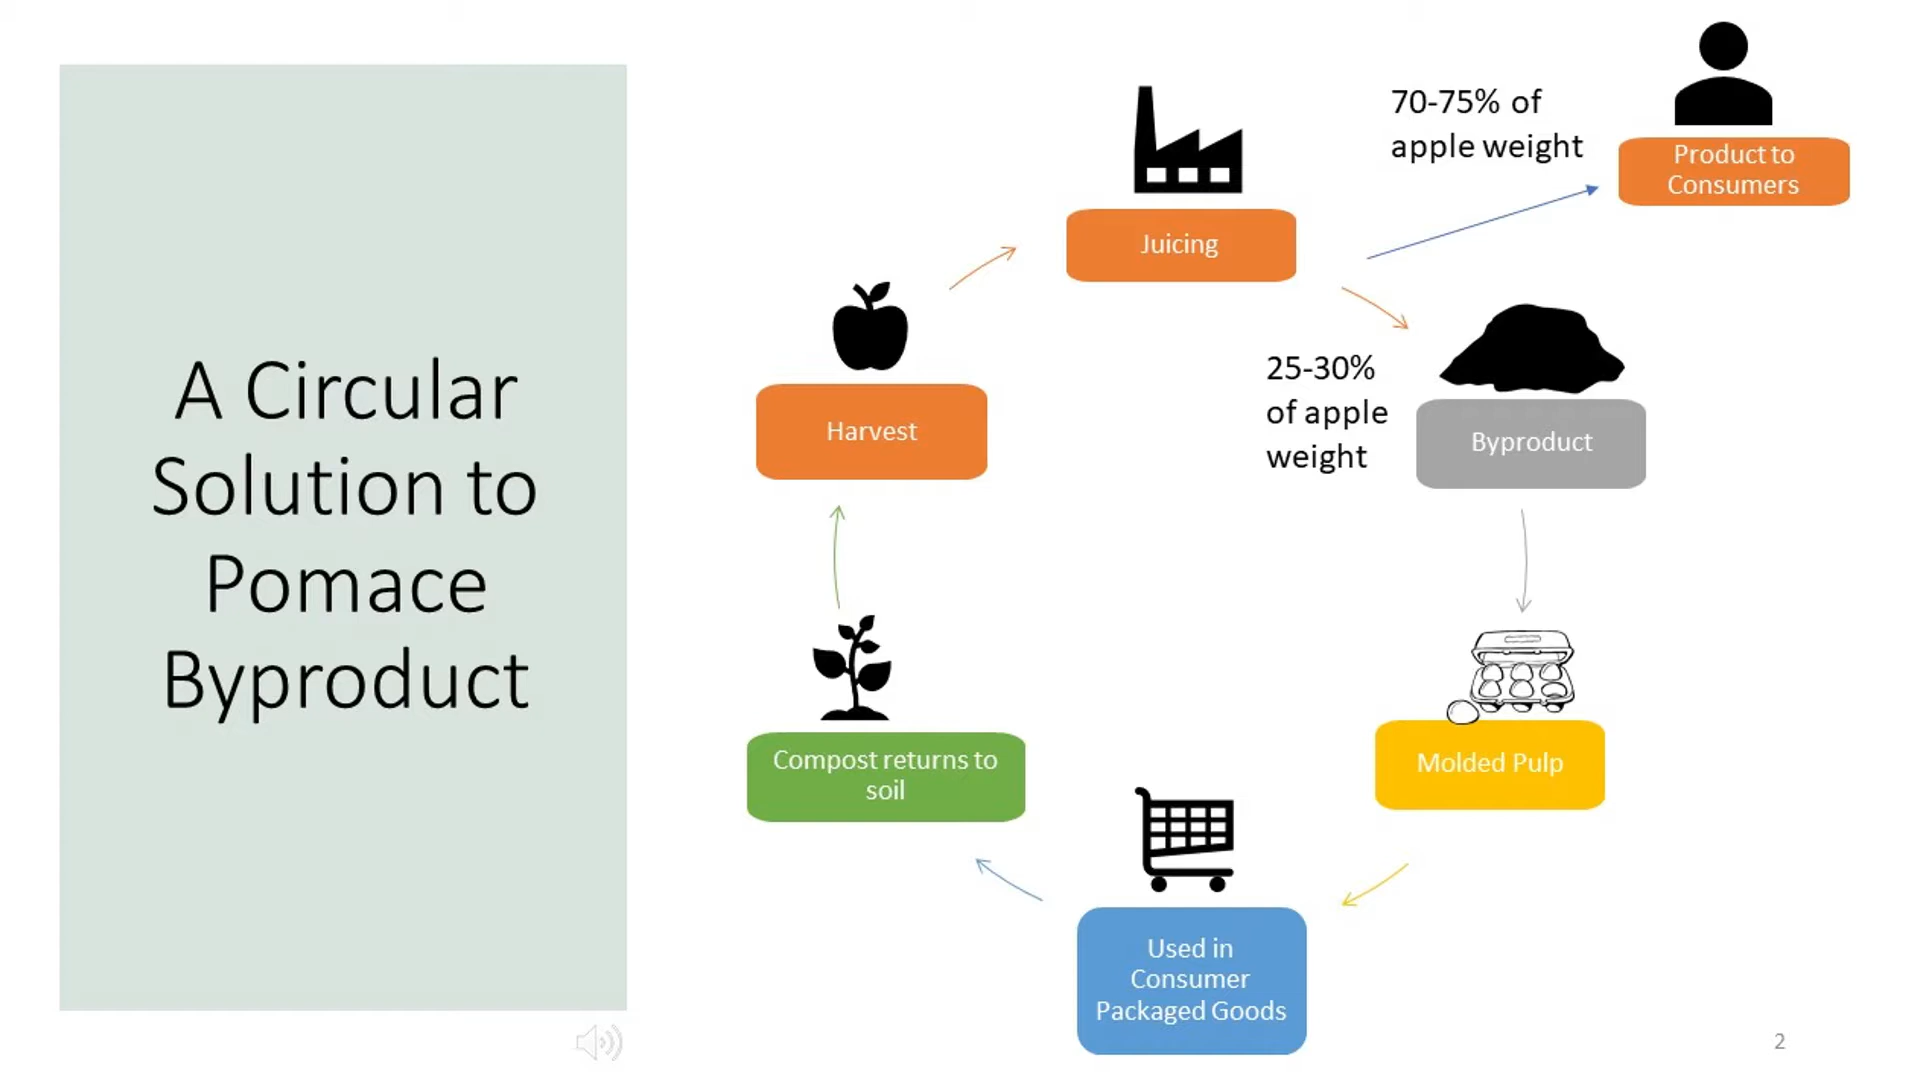 A Circular
Solution to
Pomace
Byproduct
70-75% of
apple weight
Product to
Consumers
Juicing
25-30%
of apple
weight
Byproduct
Harvest
Molded Pulp
Compost returns to
soil
Used in
Consumer
Packaged Goods
2